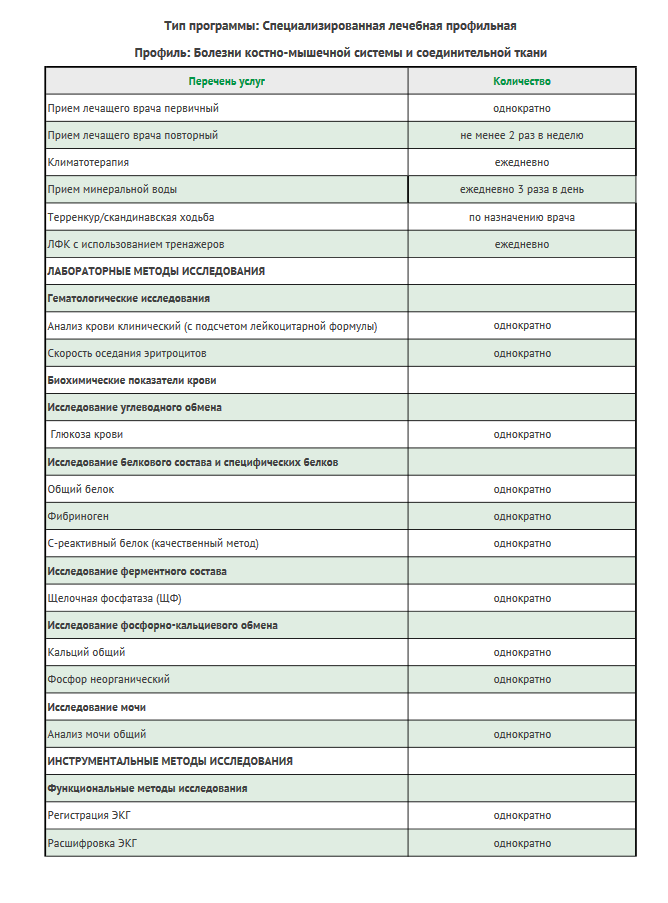 Тип программы: Специализированная лечебная профильная
Профиль: Болезни костно-мышечной системы и соединительной ткани
Перечень услуг Количество
Прием лечащего врача первичный однократно
Прием лечащего врача повторный не менее 2 раз в неделю
Климатотерапия ежедневно
Прием минеральной воды ежедневно 3 раза в день
Терренкур/скандинавская ходьба по назначению врача
ЛФК с использованием тренажеров ежедневно
ЛАБОРАТОРНЫЕ МЕТОДЫ ИССЛЕДОВАНИЯ
Гематологические исследования
Анализ крови клинический (с подсчетом лейкоцитарной формулы) однократно
Скорость оседания эритроцитов однократно
Биохимические показатели крови
Исследование углеводного обмена
Глюкоза крови однократно
Исследование белкового состава и специфических белков
Общий белок однократно
Фибриноген однократно
С-реактивный белок (качественный метод) однократно
Исследование ферментного состава
Щелочная фосфатаза (ЩФ) однократно
Исследование фосфорно-кальциевого обмена
Кальций общий однократно
Фосфор неорганический однократно
Исследование мочи
Анализ мочи общий однократно
ИНСТРУМЕНТАЛЬНЫЕ МЕТОДЫ ИССЛЕДОВАНИЯ
Функциональные методы исследования
Регистрация ЭКГ однократно
Расшифровка ЭКГ однократно